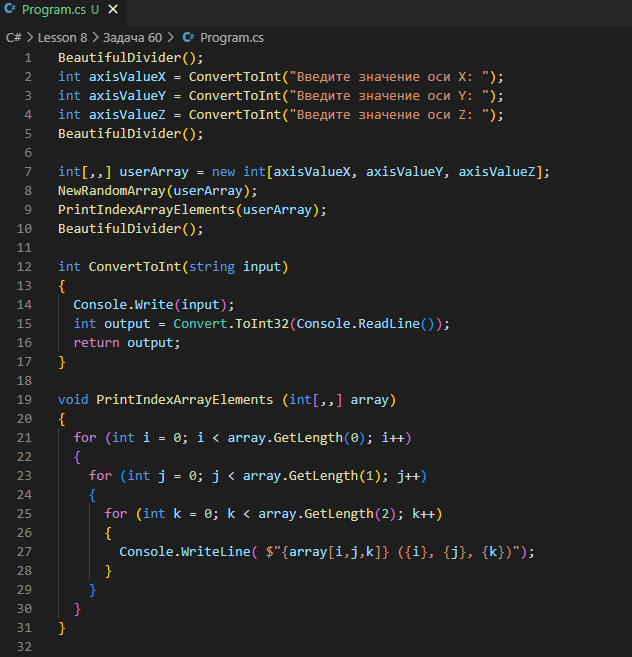 C# Program.cs U ×
C# > Lesson 8 > Задача 60 > C# Program.cs
1 BeautifulDivider();
2 int axisValueX = ConvertToInt("Введите значение оси X: ");
3 int axisValueY = ConvertToInt("Введите значение оси Y: ");
4 int axisValueZ = ConvertToInt("Введите значение оси Z: ");
5 BeautifulDivider();
6
7 int[,,] userArray = new int[axisValueX, axisValueY, axisValueZ];
8 NewRandomArray(userArray);
9 PrintIndexArrayElements(userArray);
10 BeautifulDivider();
11
12 int ConvertToInt(string input)
13 {
14 Console.Write(input);
15 int output = Convert.ToInt32(Console.ReadLine());
16 return output;
17 }
18
19 void PrintIndexArrayElements (int[,,] array)
20 {
21 for (int i = 0; i < array.GetLength(0); i++)
22 {
23 for (int j = 0; j < array.GetLength(1); j++)
24 {
25 for (int k = 0; k < array.GetLength(2); k++)
26 {
27 Console.WriteLine( $"{array[i,j,k]} ({i}, {j}, {k})");
28 }
29 }
30 }
31 }
32